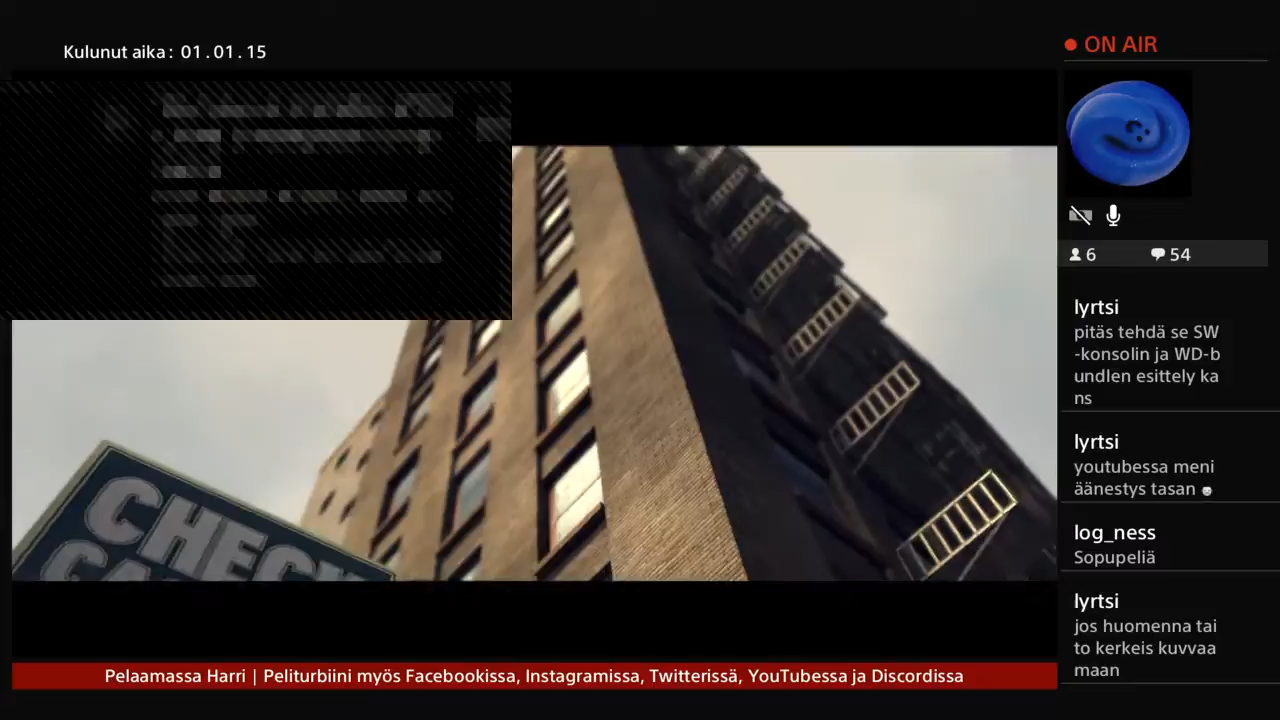 Kulunut aika: 01.01.15
ON AIR
6 54
lyrtsi
pitäs tehdä se SW
-konsolin ja WD-b
undlen esittely ka
ns
lyrtsi
youtubessa meni
äänestys tasan
log_ness
Sopupeliä
lyrtsi
jos huomenna tai
to kerkeis kuvvaa
maan
CHECK
Pelaamassa Harri | Peliturbiini myös Facebookissa, Instagramissa, Twitterissä, YouTubessa ja Discordissa